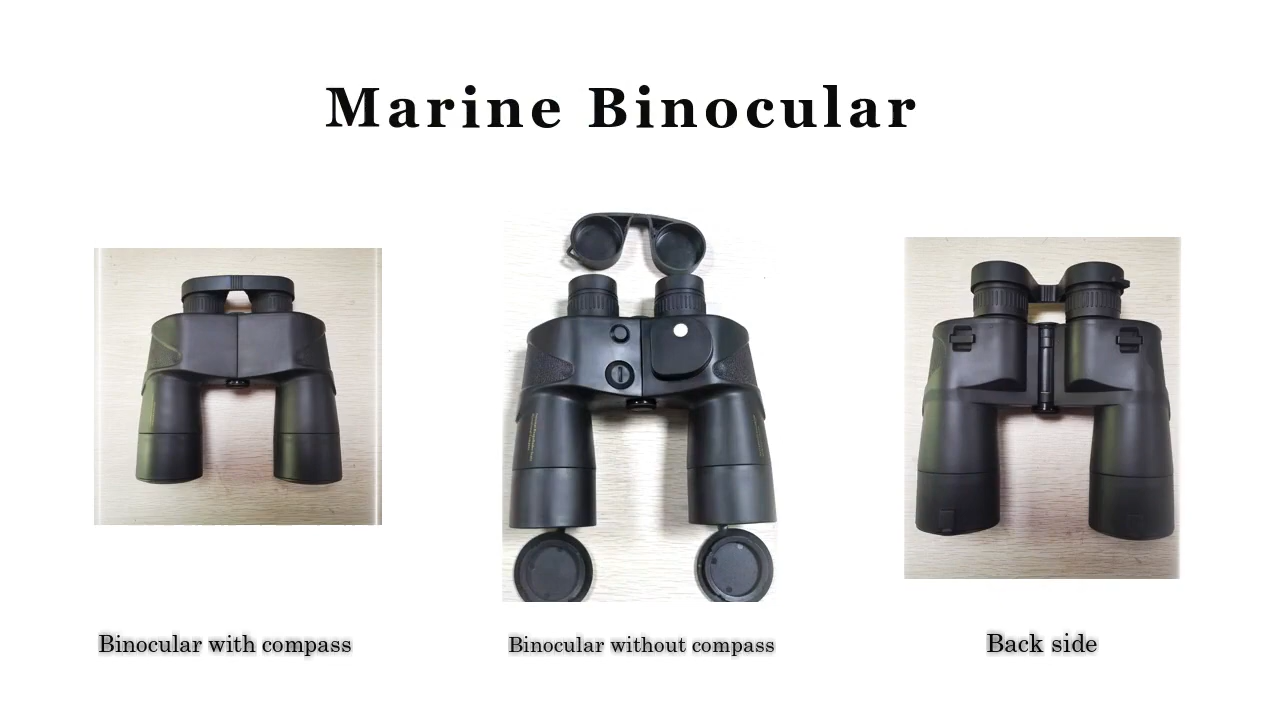 Marine Binocular
Binocular with compass
Binocular without compass
Back side